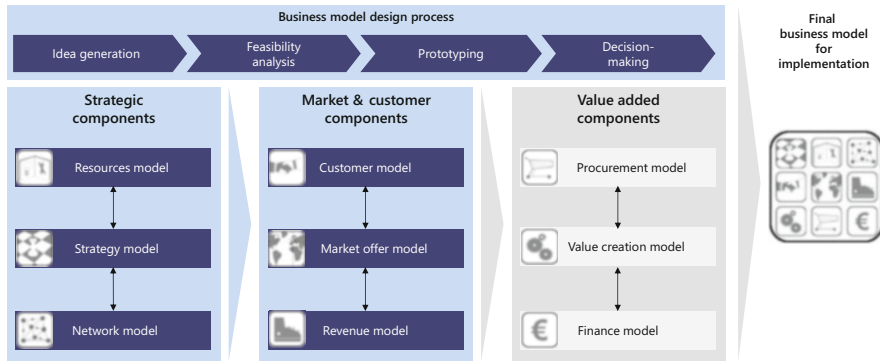 Business model design process
Idea generation
Feasibility
analysis
Prototyping
Decision-
making
Final
business model
for
implementation
Strategic
components
Resources model
Strategy model
Network model
Market & customer
components
Customer model
Market offer model
Revenue model
Value added
components
Procurement model
Value creation model
€
Finance model
€